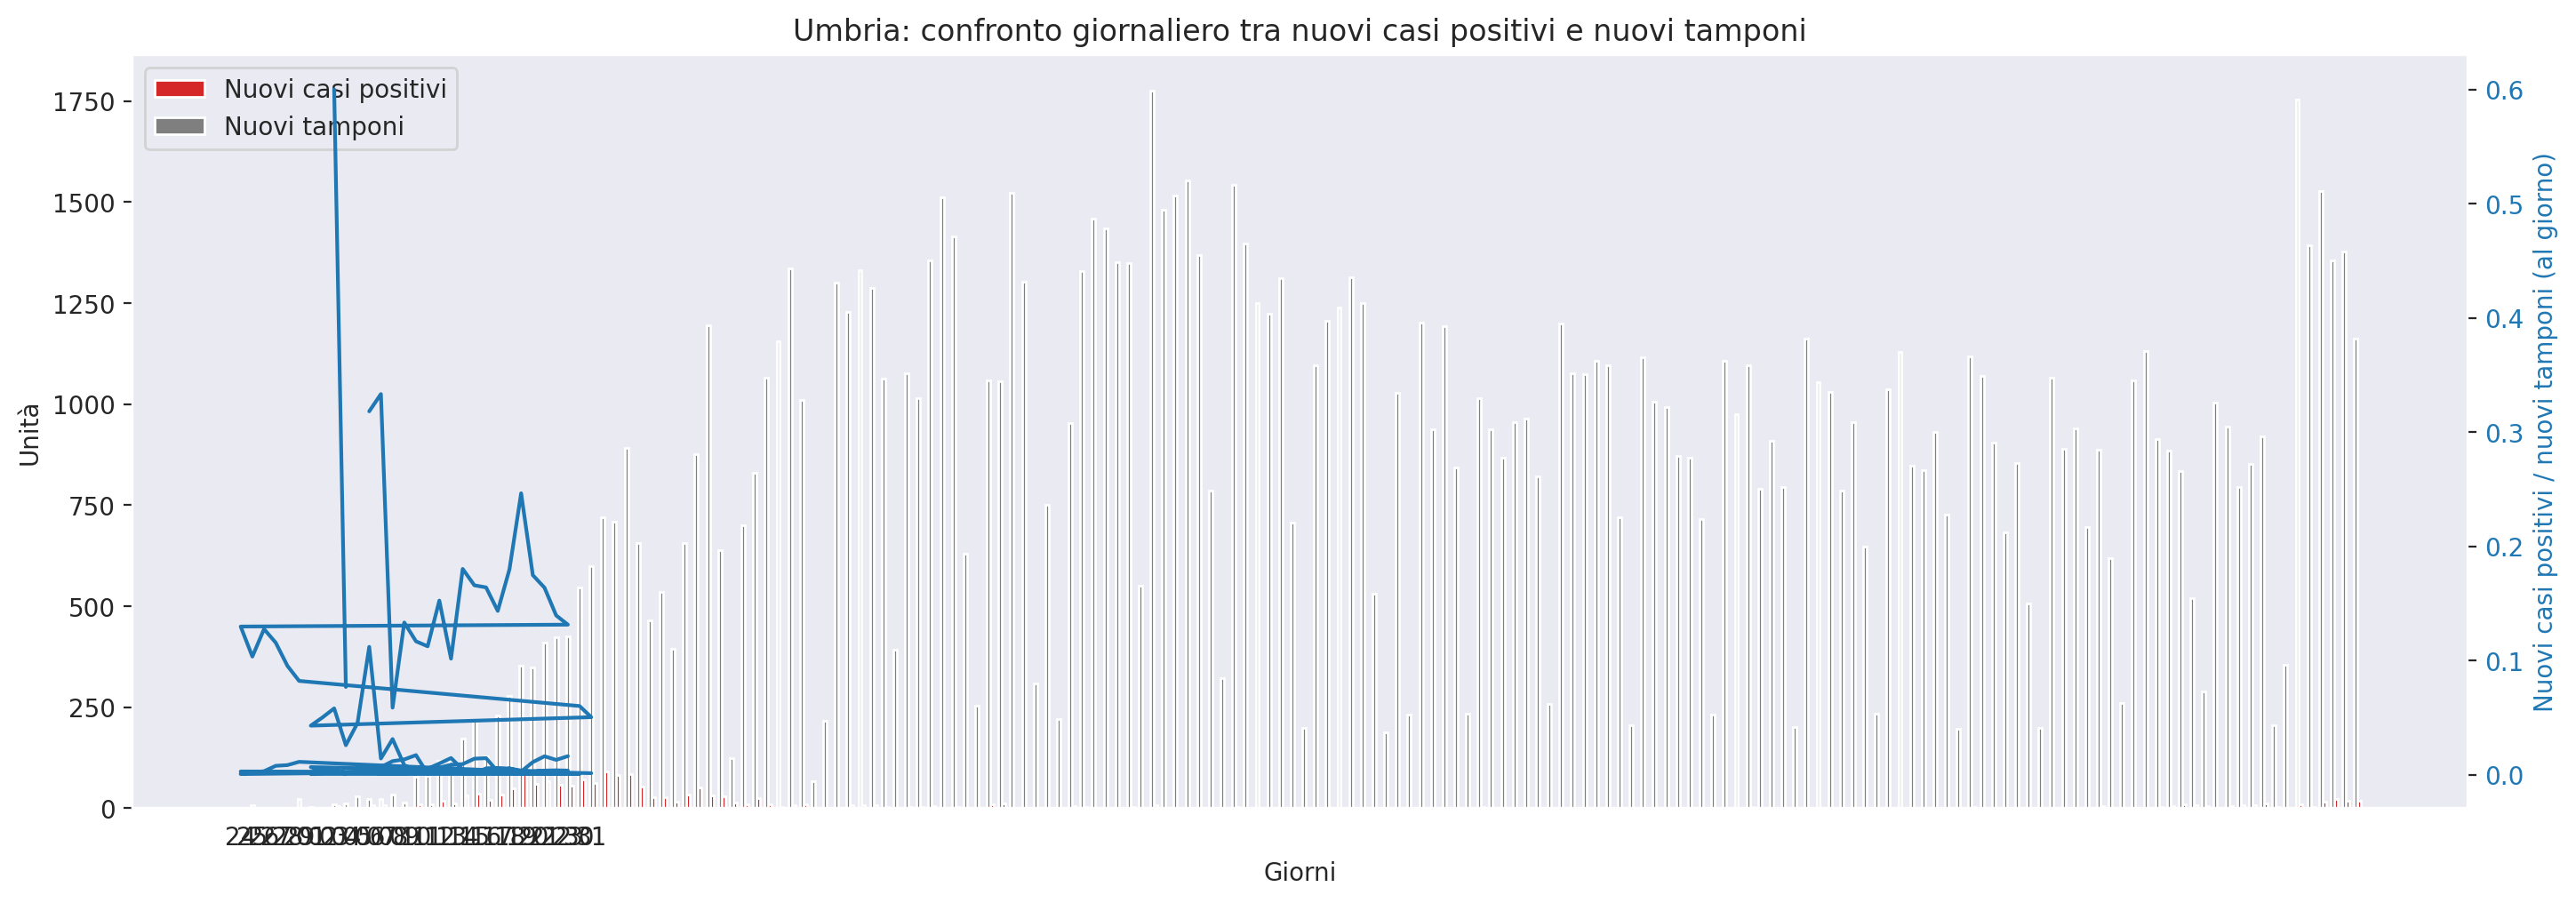 Umbria: confronto giornaliero tra nuovi casi positivi e nuovi tamponi
Nuovi casi positivi
Nuovi tamponi
1750
1500
1250
1000
750
500
250
0
Unità
0.6
0.5
0.4
0.3
0.2
0.1
0.0
Nuovi casi positivi / nuovi tamponi (al giorno)
Giorni